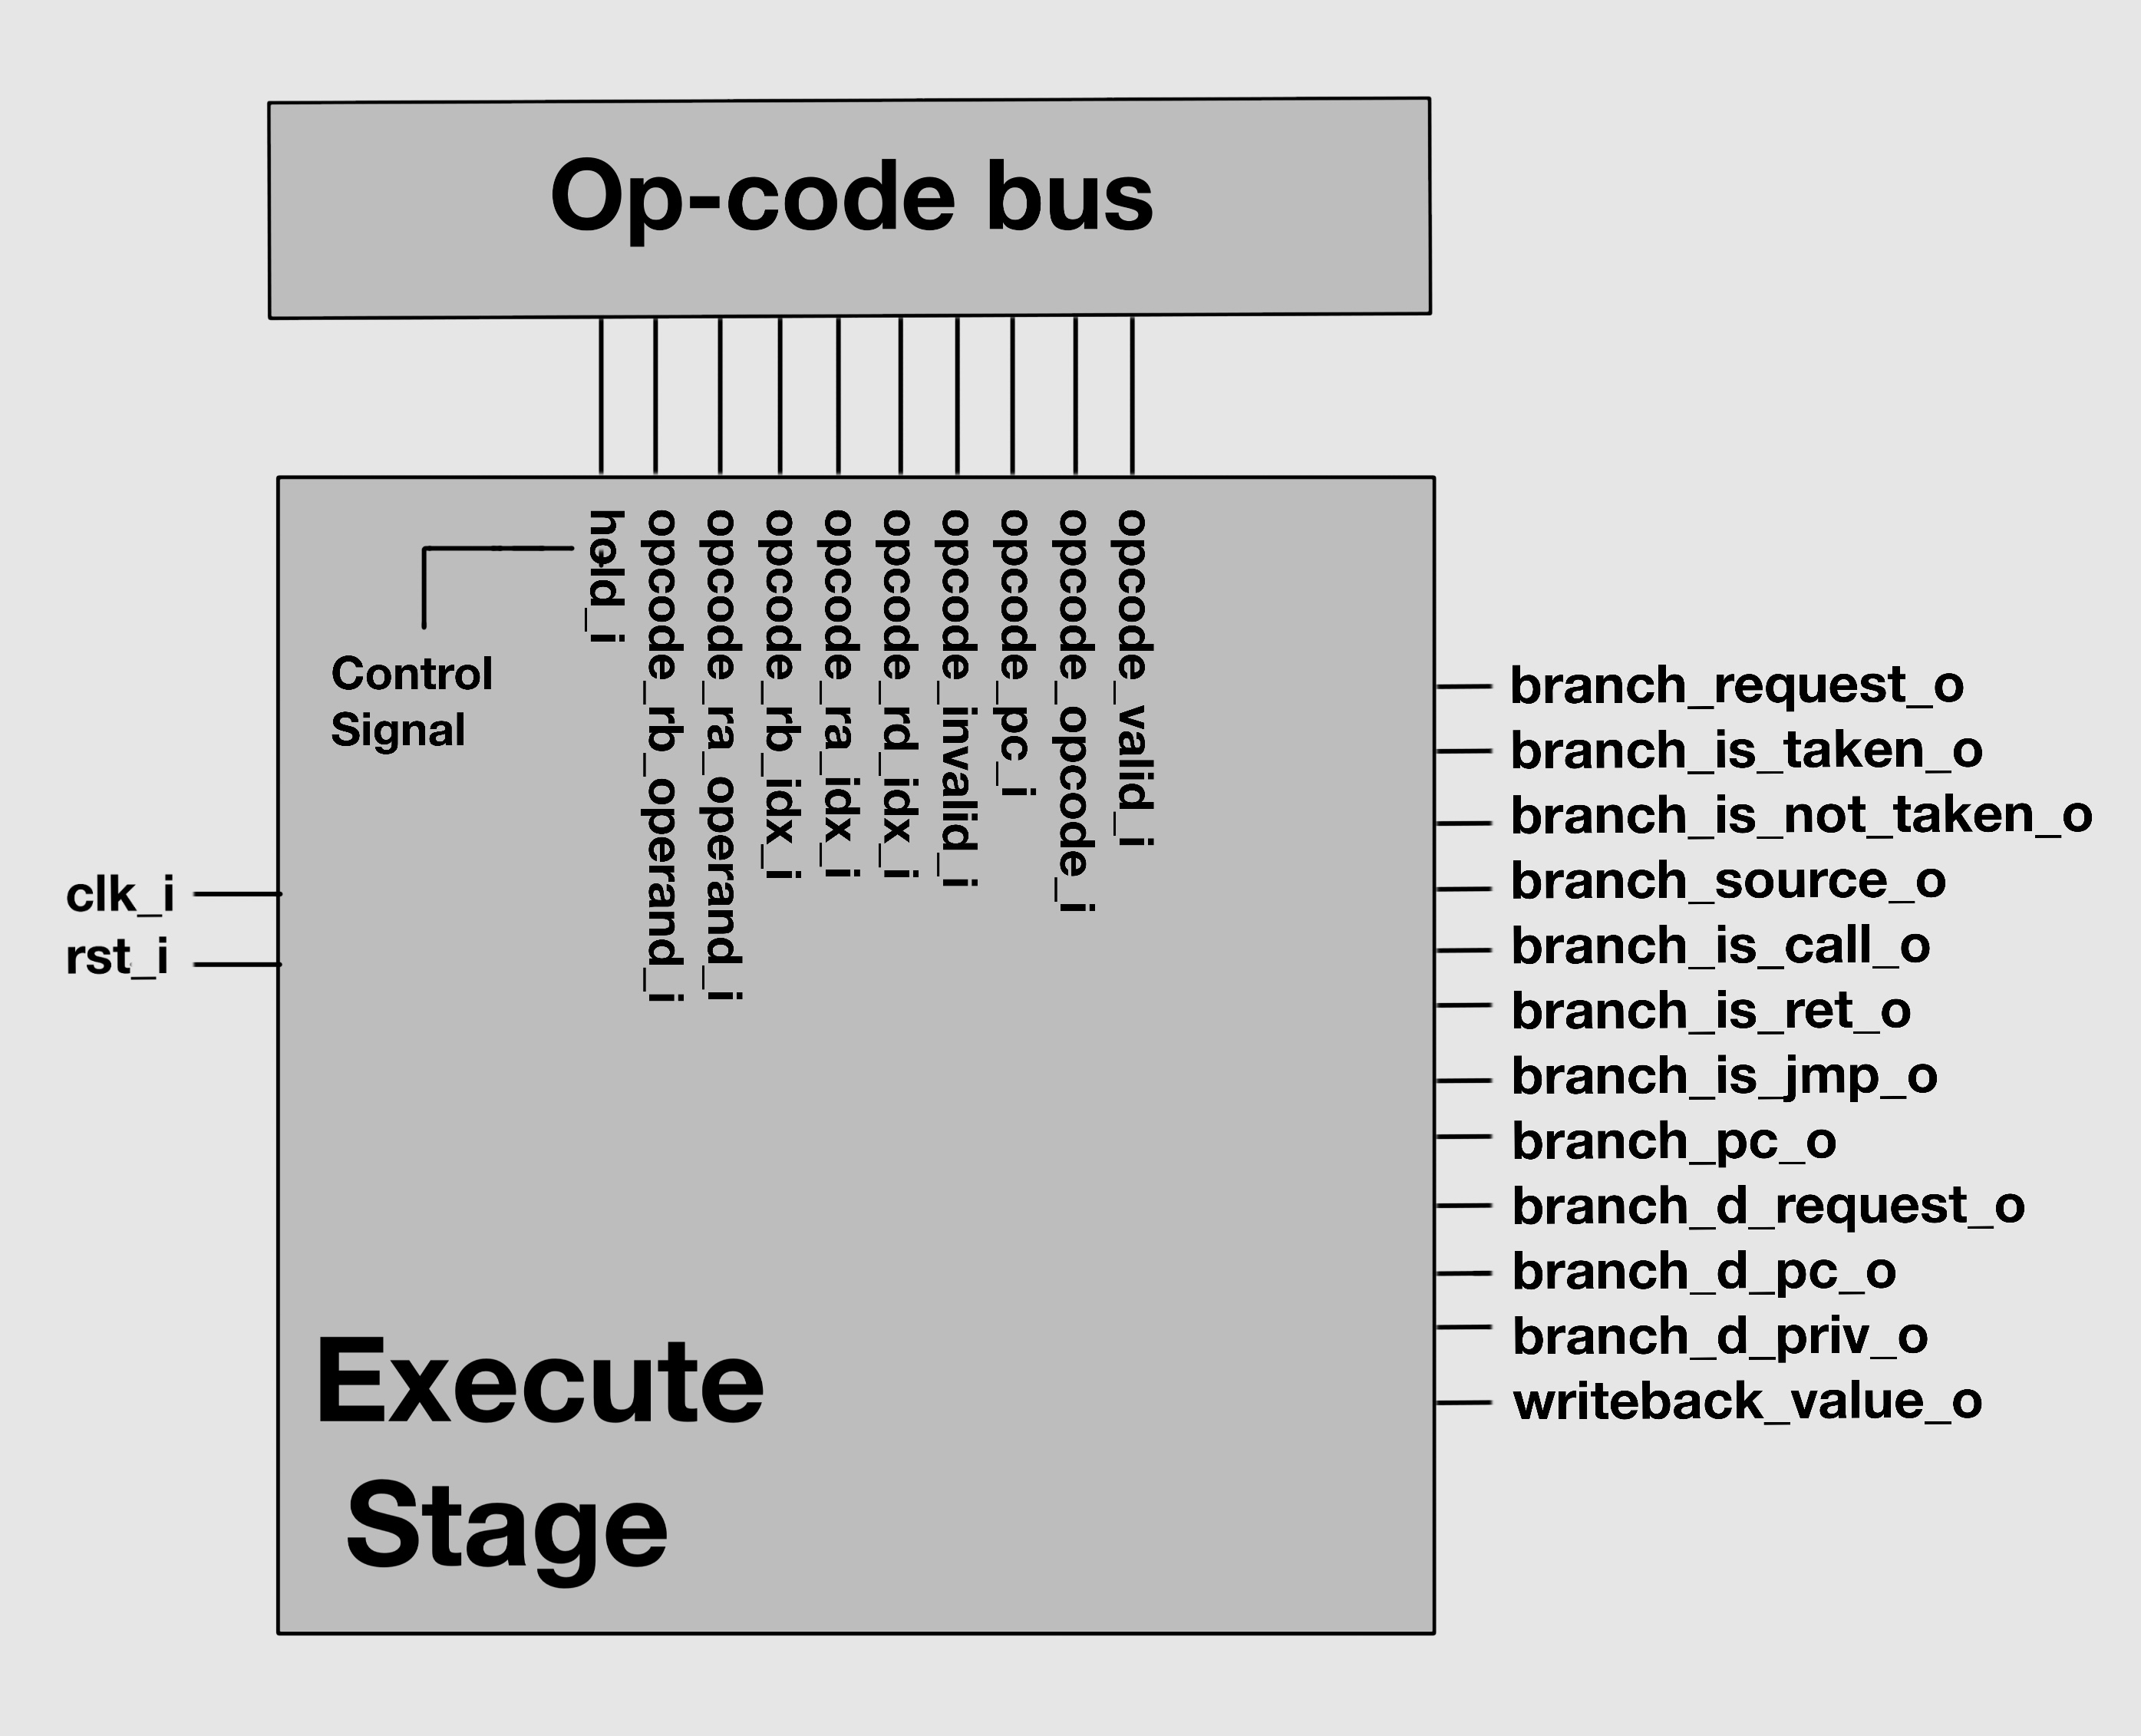 Op-code bus
hold_i
opcode_rb_operand_i
opcode_ra_operand_i
opcode_rb_idx_i
opcode_ra_idx_i
opcode_rd_idx_i
opcode_invalid_i
opcode_pc_i
opcode_opcode_i
opcode_valid_i
Control
Signal
clk_i
rst_i
branch_request_o
branch_is_taken_o
branch_is_not_taken_o
branch_source_o
branch_is_call_o
branch_is_ret_o
branch_is_jmp_o
branch_pc_o
branch_d_request_o
branch_d_pc_o
branch_d_priv_o
writeback_value_o
Execute
Stage